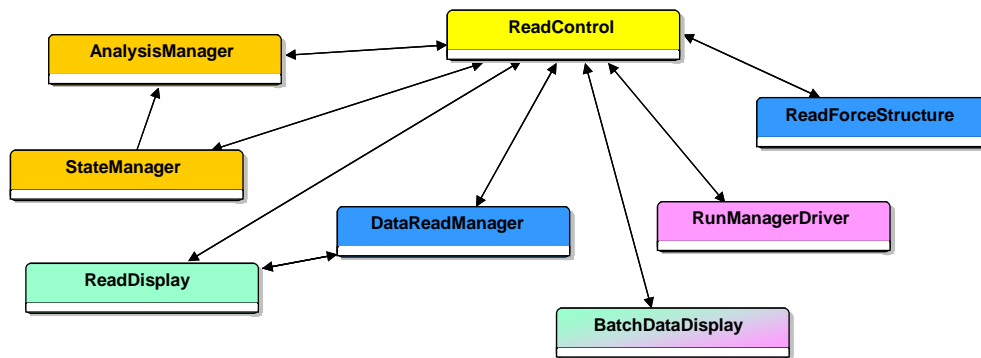 ReadControl
AnalysisManager
ReadForceStructure
StateManager
DataReadManager
RunManagerDriver
ReadDisplay
BatchDataDisplay